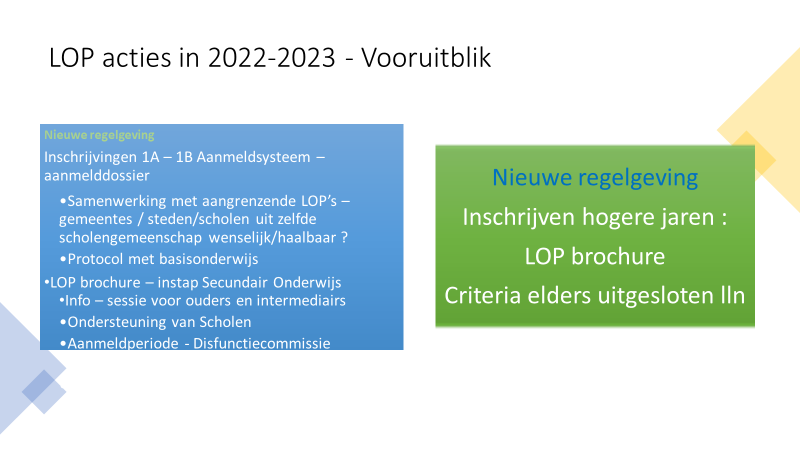 LOP acties in 2022-2023 - Vooruitblik
Nieuwe regelgeving
Inschrijvingen 1A – 1B Aanmeldsysteem –
aanmelddossier
•Samenwerking met aangrenzende LOP's –
gemeentes / steden/scholen uit zelfde
scholengemeenschap wenselijk/haalbaar ?
•Protocol met basisonderwijs
•LOP brochure – instap Secundair Onderwijs
•Info – sessie voor ouders en intermediairs
•Ondersteuning van Scholen
•Aanmeldperiode - Disfunctiecommissie
Nieuwe regelgeving
Inschrijven hogere jaren :
LOP brochure
Criteria elders uitgesloten lln